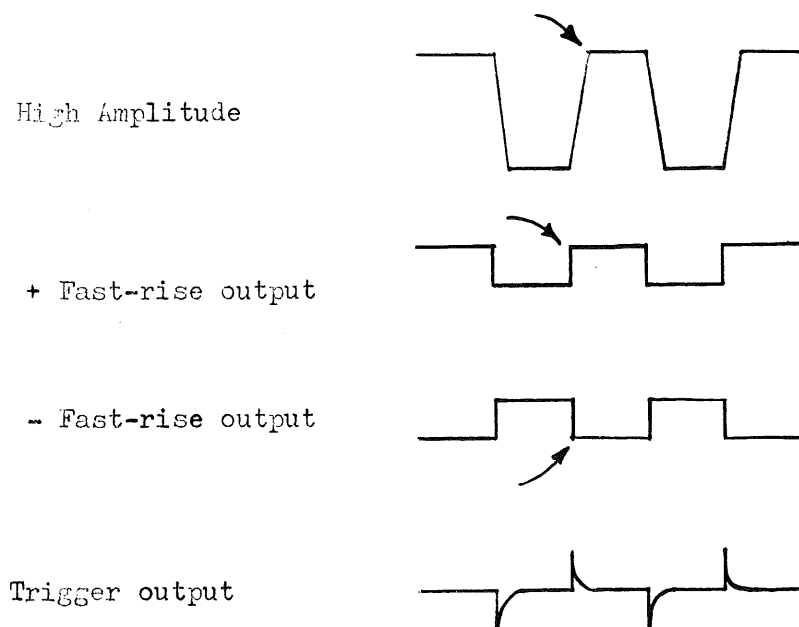 High Amplitude
+ Fast-rise output
- Fast-rise output
Trigger output